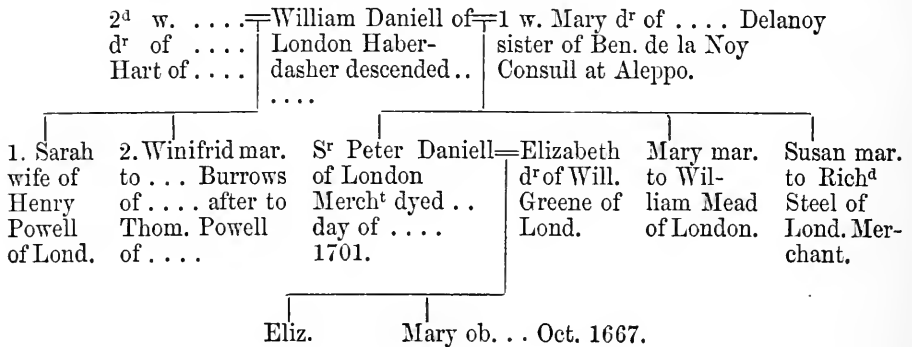 2ᵈ w. . . . .
dʳ of . . . .
Hart of . . . .
William Daniell of
London Haber-
dasher descended . .
. . . .
1 w. Mary dʳ of . . . . Delanoy
sister of Ben. de la Noy
Consull at Aleppo.
1. Sarah
wife of
Henry
Powell
of Lond.
2. Winifrid mar.
to . . . Burrows
of . . . . after to
Thom. Powell
of . . . .
Sʳ Peter Daniell
of London
Merchᵗ dyed . .
day of . . . .
1701.
Elizabeth
dʳ of Will.
Greene of
Lond.
Mary mar.
to Wil-
liam Mead
of London.
Susan mar.
to Richᵈ
Steel of
Lond. Mer-
chant.
Eliz.
Mary ob. . . Oct. 1667.